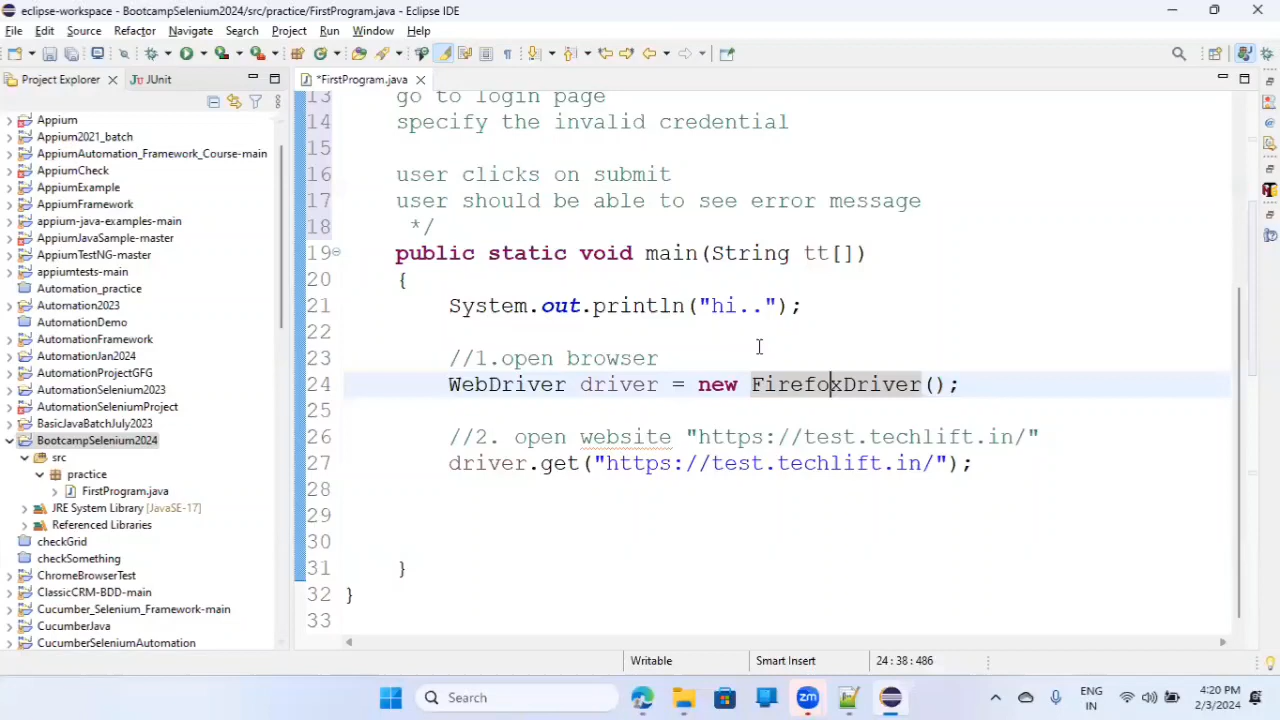 eclipse-workspace - BootcampSelenium2024/src/practice/FirstProgram.java - Eclipse IDE
File Edit Source Refactor Navigate Search Project Run Window Help
Project Explorer JUnit
*FirstProgram.java
Appium
Appium2021_batch
AppiumAutomation_Framework_Course-main
AppiumCheck
AppiumExample
AppiumFramework
appium-java-examples-main
AppiumJavaSample-master
AppiumTestNG-master
appiumtests-main
Automation_practice
Automation2023
AutomationDemo
AutomationFramework
AutomationJan2024
AutomationProjectGFG
AutomationSelenium2023
AutomationSeleniumProject
BasicJavaBatchJuly2023
BootcampSelenium2024
src
practice
FirstProgram.java
JRE System Library [JavaSE-17]
Referenced Libraries
checkGrid
checkSomething
ChromeBrowserTest
ClassicCRM-BDD-main
Cucumber_Selenium_Framework-main
CucumberJava
CucumberSeleniumAutomation
13 go to login page
14 specify the invalid credential
15
16 user clicks on submit
17 user should be able to see error message
18 */
19 public static void main(String tt[])
20 {
21 System.out.println("hi..");
22
23 //1.open browser
24 WebDriver driver = new FirefoxDriver();
25
26 //2. open website "https://test.techlift.in/"
27 driver.get("https://test.techlift.in/");
28
29
30
31 }
32 }
33
Writable Smart Insert 24 : 38 : 486
Search
zm
ENG
IN
4:20 PM
2/3/2024